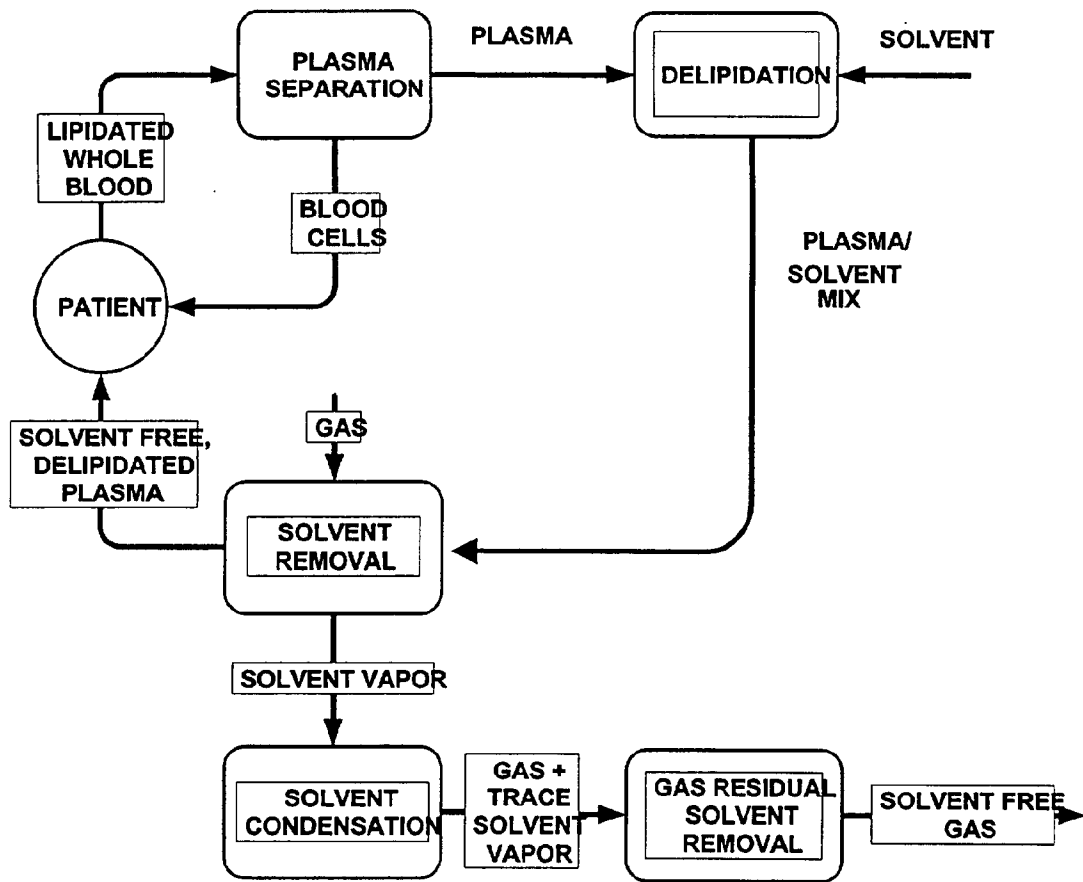 PLASMA
SEPARATION
PLASMA
DELIPIDATION
SOLVENT
LIPIDATED
WHOLE
BLOOD
BLOOD
CELLS
PLASMA/
SOLVENT
MIX
PATIENT
SOLVENT FREE,
DELIPIDATED
PLASMA
GAS
SOLVENT
REMOVAL
SOLVENT VAPOR
SOLVENT
CONDENSATION
GAS +
TRACE
SOLVENT
VAPOR
GAS RESIDUAL
SOLVENT
REMOVAL
SOLVENT FREE
GAS